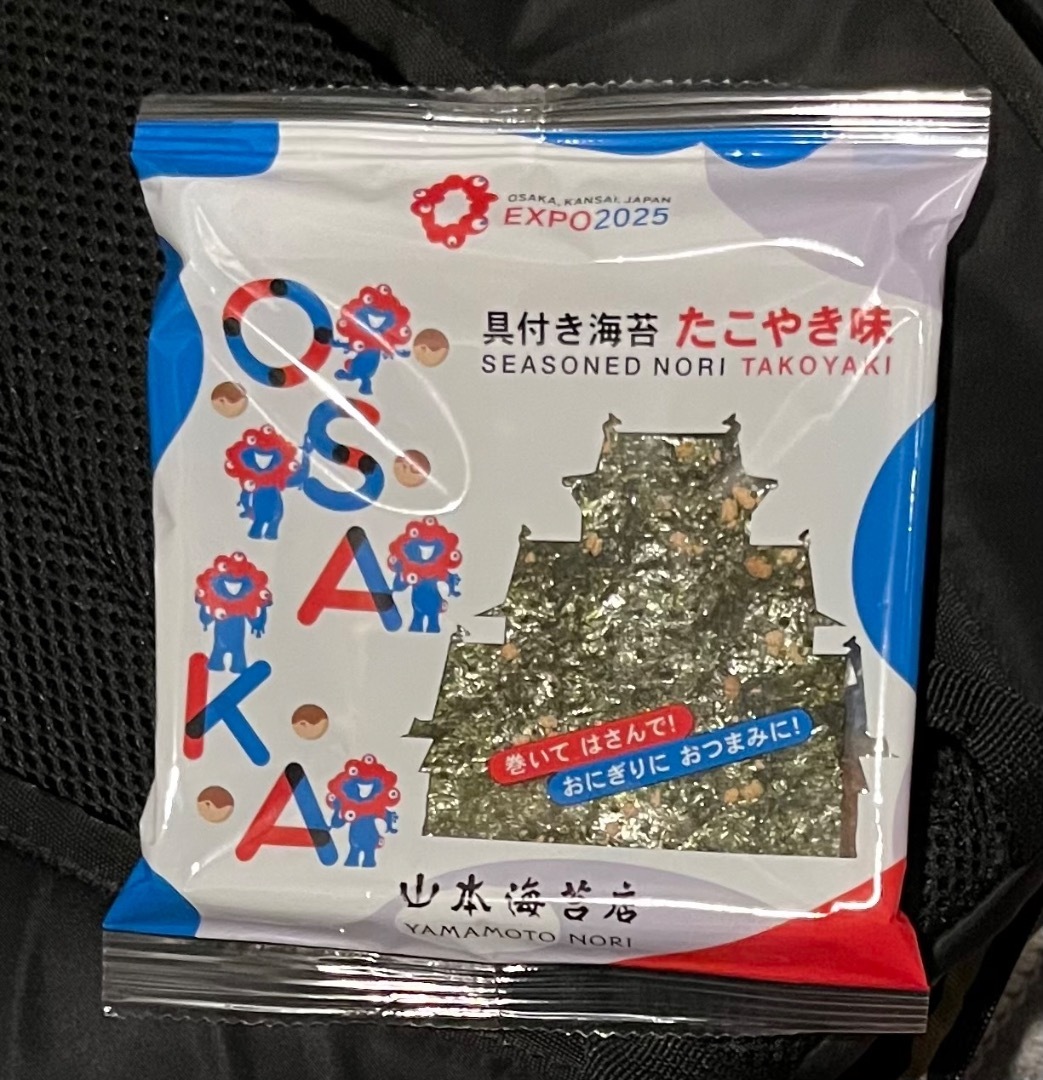 OSAKA, KANSAI, JAPAN
EXPO2025
OSAKA
具付き海苔 たこやき味
SEASONED NORI TAKOYAKI
巻いて はさんで!
おにぎりに おつまみに!
山本海苔店
YAMAMOTO NORI